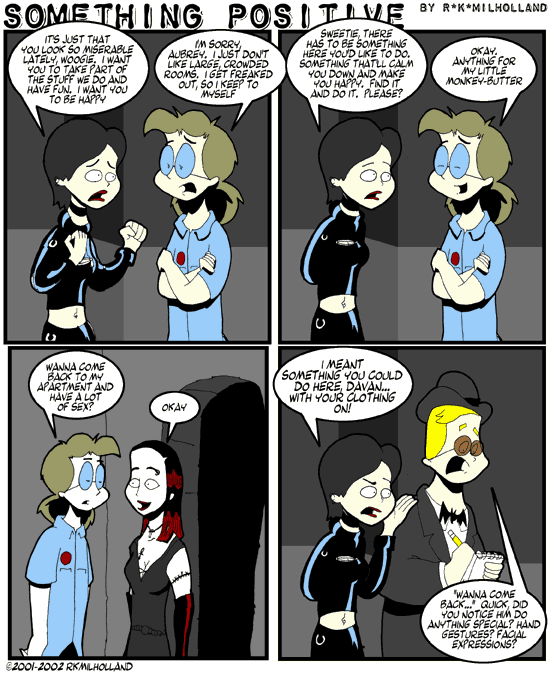 SOMETHING POSITIVE BY R*K*MILHOLLAND
IT'S JUST THAT
YOU LOOK SO MISERABLE
LATELY, WOOGIE. I WANT
YOU TO TAKE PART OF
THE STUFF WE DO AND
HAVE FUN. I WANT YOU
TO BE HAPPY
I'M SORRY,
AUBREY. I JUST DON'T
LIKE LARGE, CROWDED
ROOMS. I GET FREAKED
OUT, SO I KEEP TO
MYSELF
SWEETIE, THERE
HAS TO BE SOMETHING
HERE YOU'D LIKE TO DO.
SOMETHING THAT'LL CALM
YOU DOWN AND MAKE
YOU HAPPY. FIND IT
AND DO IT. PLEASE?
OKAY.
ANYTHING FOR
MY LITTLE
MONKEY-BUTTER
WANNA COME
BACK TO MY
APARTMENT AND
HAVE A LOT
OF SEX?
OKAY
I MEANT
SOMETHING YOU COULD
DO HERE, DAVAN...
WITH YOUR CLOTHING
ON!
"WANNA COME
BACK..." QUICK, DID
YOU NOTICE HIM DO
ANYTHING SPECIAL? HAND
GESTURES? FACIAL
EXPRESSIONS?
©2001-2002 RKMILHOLLAND